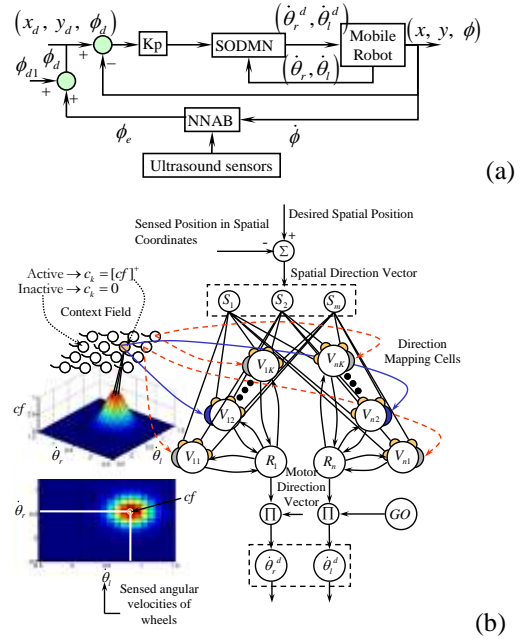 (x_d, y_d, ϕ_d)
ϕ_d
ϕ_d1
+
−
+
+
Kp
SODMN
(θ̇_r^d, θ̇_l^d)
(θ̇_r, θ̇_l)
Mobile
Robot
(x, y, ϕ)
NNAB
ϕ_e
ϕ̇
Ultrasound sensors
(a)
Desired Spatial Position
Sensed Position in Spatial
Coordinates
-
+
Σ
Spatial Direction Vector
Active → c_k = [cf]^+
Inactive → c_k = 0
Context Field
S_1
S_2
S_m
Direction
Mapping Cells
V_1K
V_nK
V_12
V_n2
V_11
V_n1
R_1
R_n
cf
θ̇_r
θ̇_l
Motor
Direction
Vector
Π
Π
GO
θ̇_r
cf
θ̇_l
θ̇_r^d
θ̇_l^d
Sensed angular
velocities of
wheels
(b)